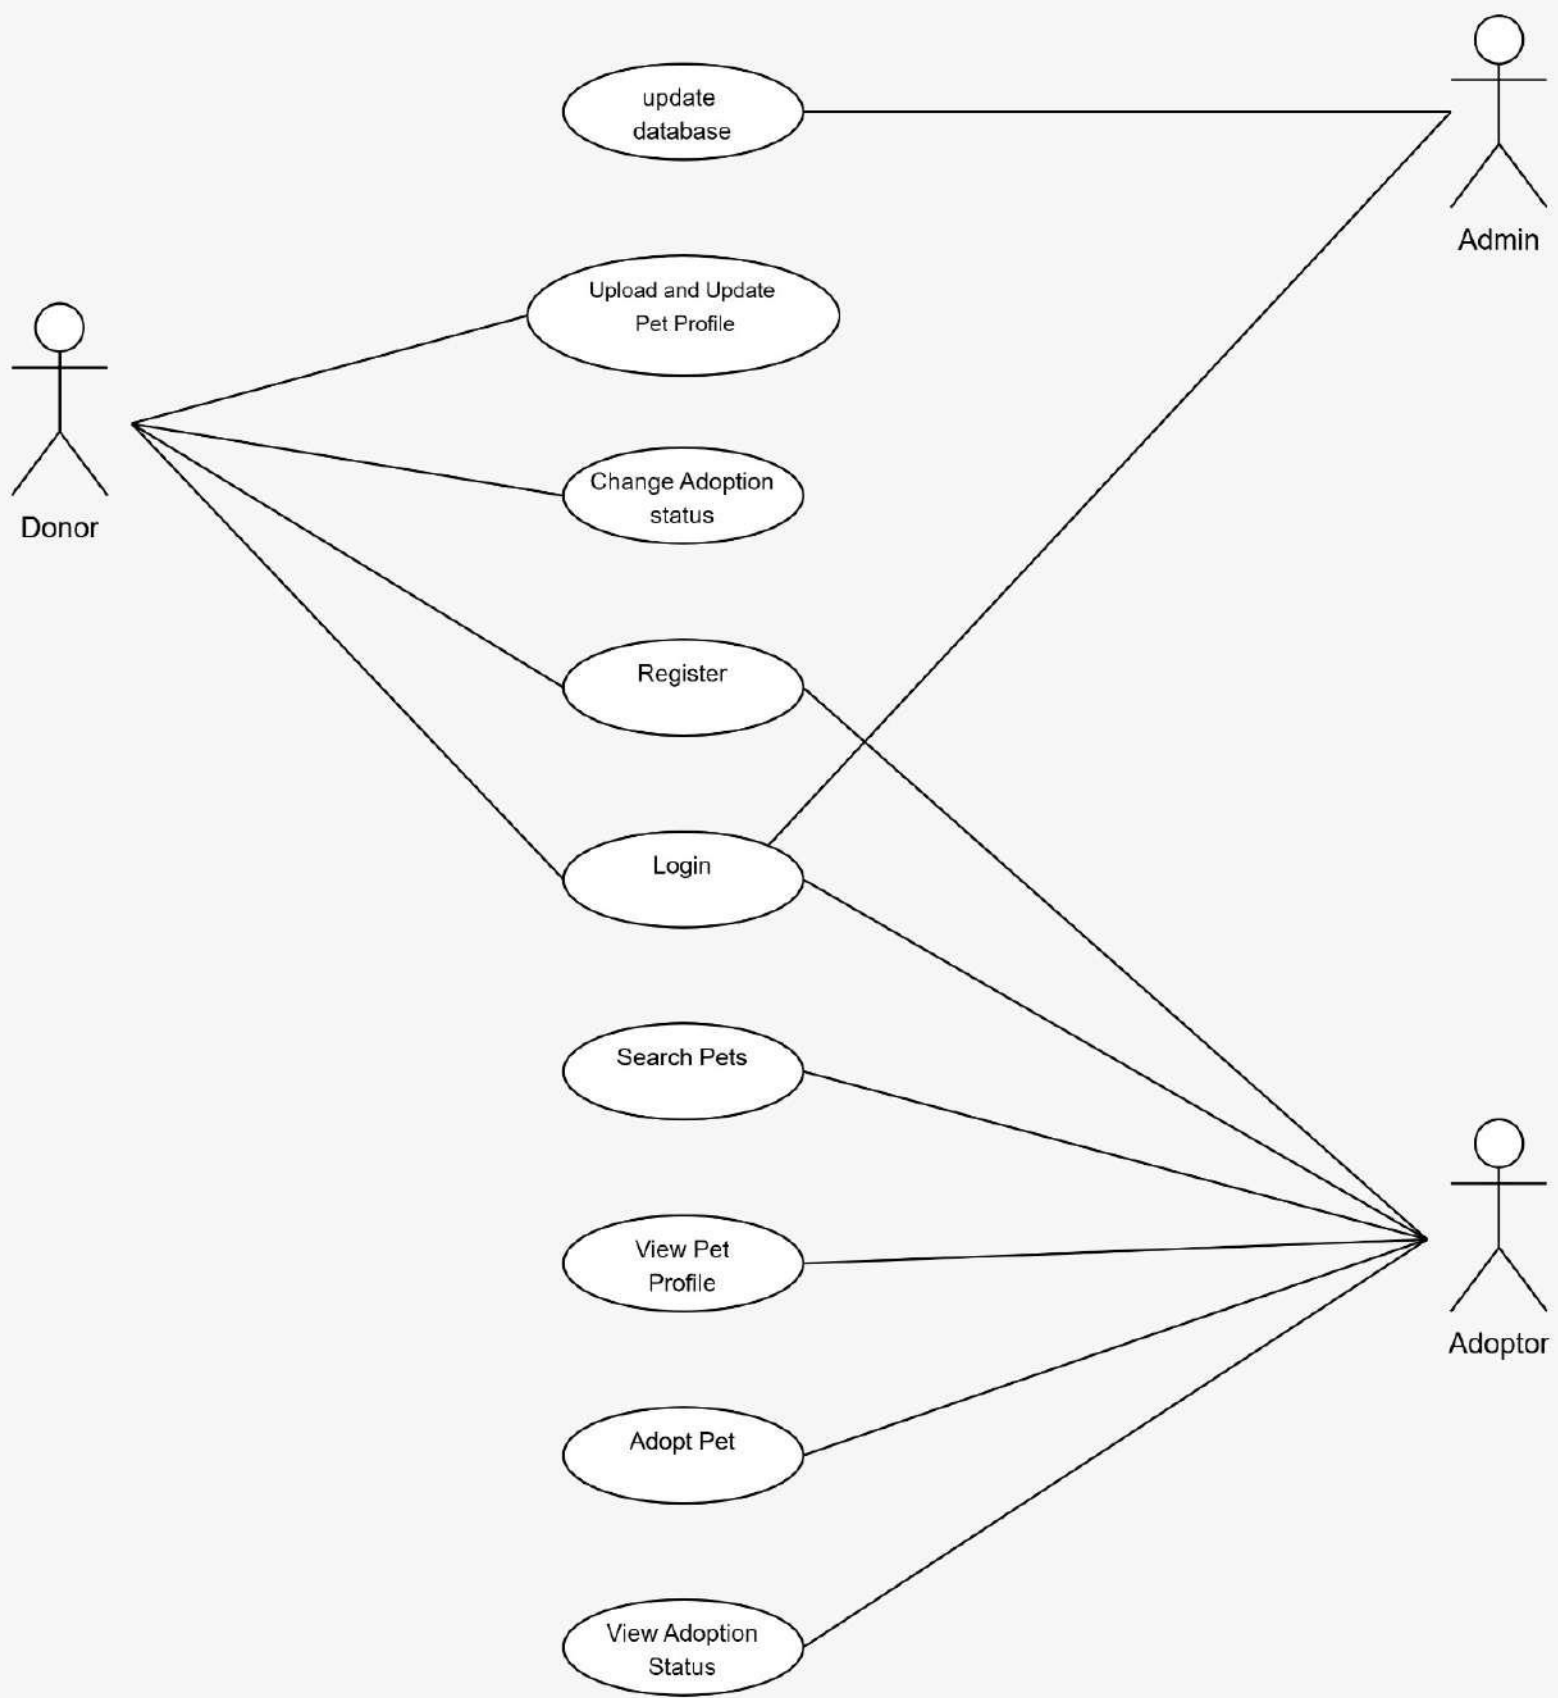 update
database
Admin
Upload and Update
Pet Profile
Change Adoption
status
Donor
Register
Login
Search Pets
View Pet
Profile
Adoptor
Adopt Pet
View Adoption
Status